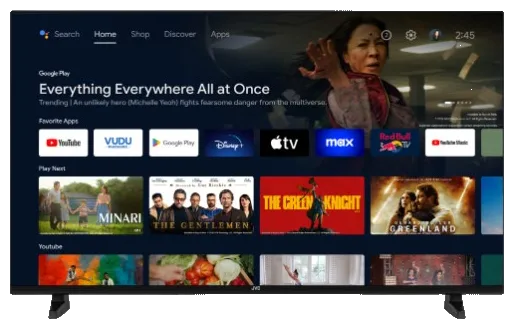 Search Home Shop Discover Apps 2:45
Google Play
Everything Everywhere All at Once
Trending | An unlikely hero (Michelle Yeoh) fights fearsome danger from the multiverse.
Favorite Apps
YouTube VUDU Google Play Disney+ tv max Red Bull YouTube Music
Play Next
MINARI THE GENTLEMEN THE GREEN KNIGHT GREENLAND
Youtube
JVC